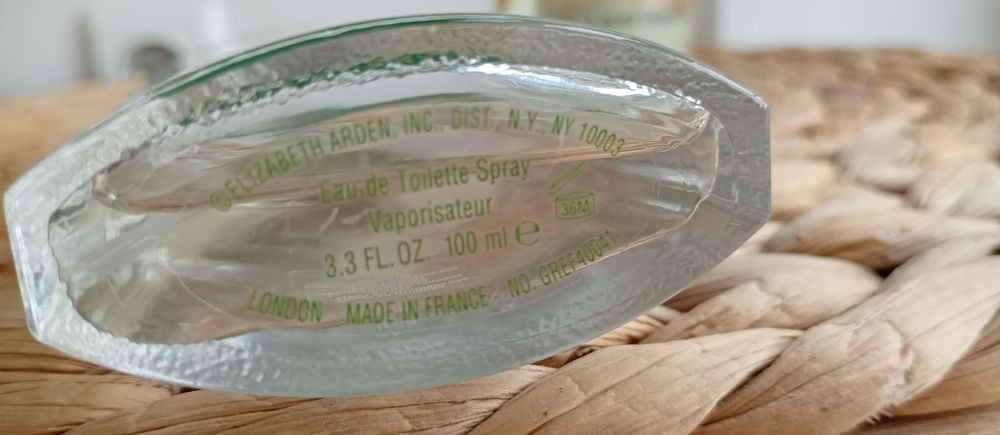 ©ELIZABETH ARDEN, INC., DIST., N.Y., NY 10003
Eau de Toilette Spray
Vaporisateur
36M
3.3 FL.OZ. 100 ml ℮
LONDON MADE IN FRANCE NO. GREF40041